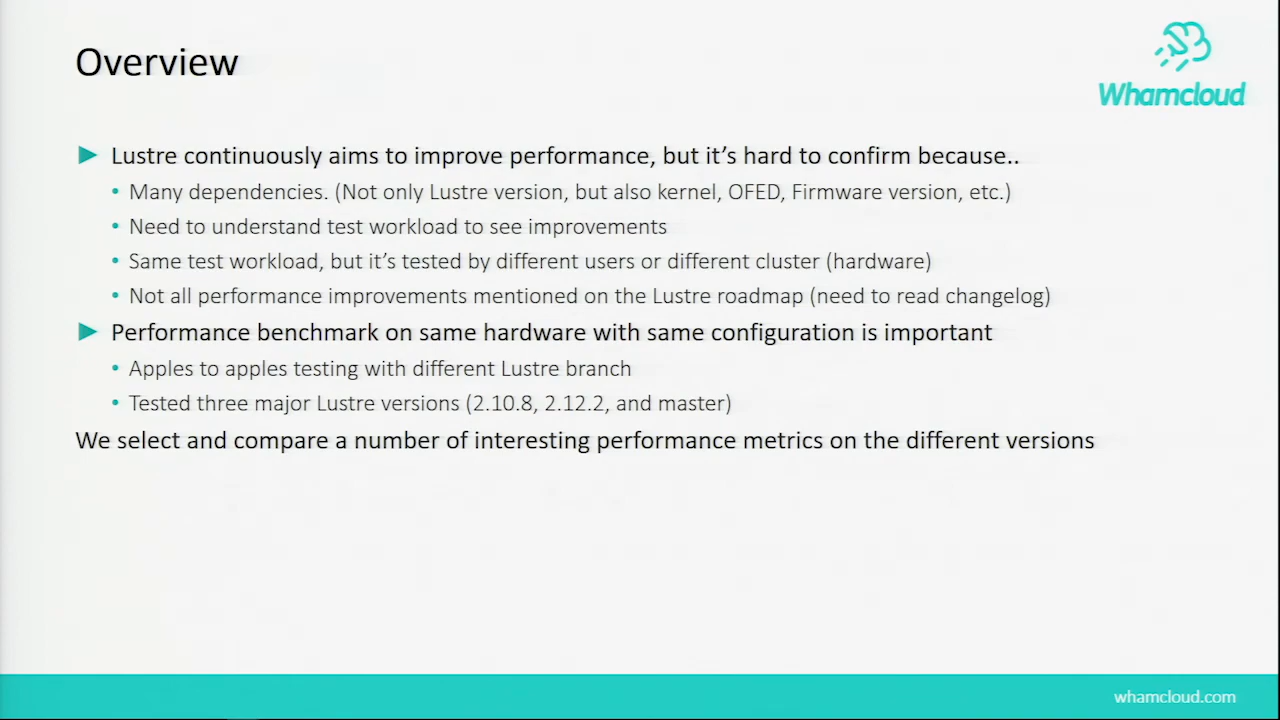 Overview
Whamcloud
Lustre continuously aims to improve performance, but it’s hard to confirm because..
• Many dependencies. (Not only Lustre version, but also kernel, OFED, Firmware version, etc.)
• Need to understand test workload to see improvements
• Same test workload, but it’s tested by different users or different cluster (hardware)
• Not all performance improvements mentioned on the Lustre roadmap (need to read changelog)
Performance benchmark on same hardware with same configuration is important
• Apples to apples testing with different Lustre branch
• Tested three major Lustre versions (2.10.8, 2.12.2, and master)
We select and compare a number of interesting performance metrics on the different versions
whamcloud.com